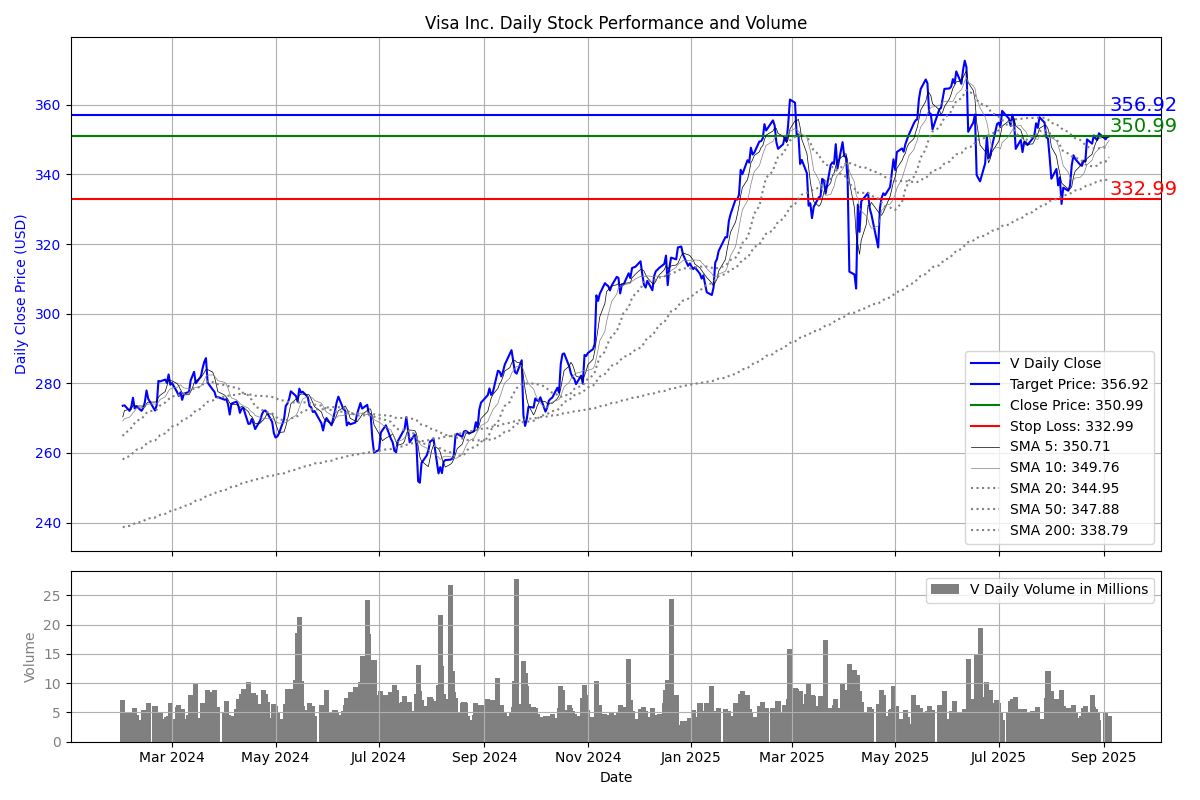 Visa Inc. Daily Stock Performance and Volume
Daily Close Price (USD)
360
340
320
300
280
260
240
356.92
350.99
332.99
V Daily Close
Target Price: 356.92
Close Price: 350.99
Stop Loss: 332.99
SMA 5: 350.71
SMA 10: 349.76
SMA 20: 344.95
SMA 50: 347.88
SMA 200: 338.79
Volume
25
20
15
10
5
0
V Daily Volume in Millions
Mar 2024 May 2024 Jul 2024 Sep 2024 Nov 2024 Jan 2025 Mar 2025 May 2025 Jul 2025 Sep 2025
Date